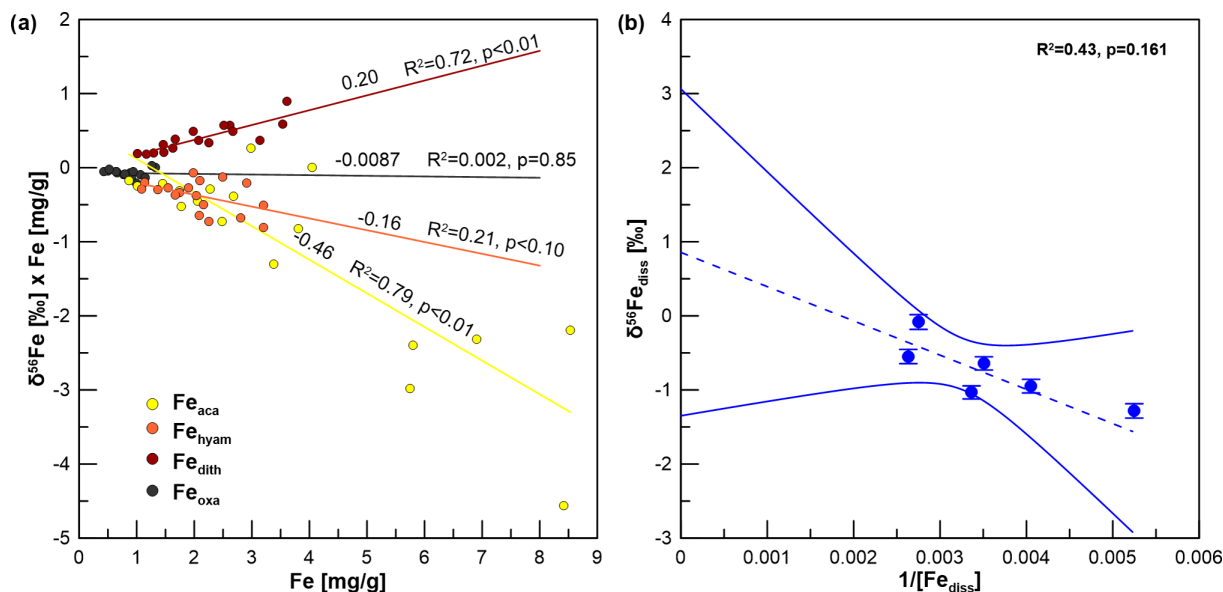 (a)
δ⁵⁶Fe [‰] x Fe [mg/g]
2
1
0
-1
-2
-3
-4
-5
0.20 R²=0.72, p<0.01
-0.0087 R²=0.002, p=0.85
-0.16 R²=0.21, p<0.10
-0.46 R²=0.79, p<0.01
Fe_aca
Fe_hyam
Fe_dith
Fe_oxa
0 1 2 3 4 5 6 7 8 9
Fe [mg/g]
(b)
δ⁵⁶Fe_diss [‰]
4
3
2
1
0
-1
-2
-3
R²=0.43, p=0.161
0 0.001 0.002 0.003 0.004 0.005 0.006
1/[Fe_diss]